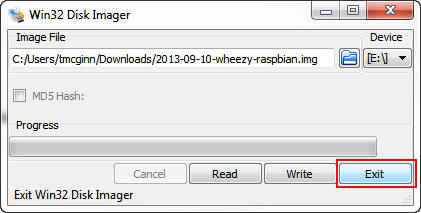 Win32 Disk Imager
Image File
Device
C:/Users/tmcginn/Downloads/2013-09-10-wheezy-raspbian.img
[E:\]
MD5 Hash:
Progress
Cancel
Read
Write
Exit
Exit Win32 Disk Imager